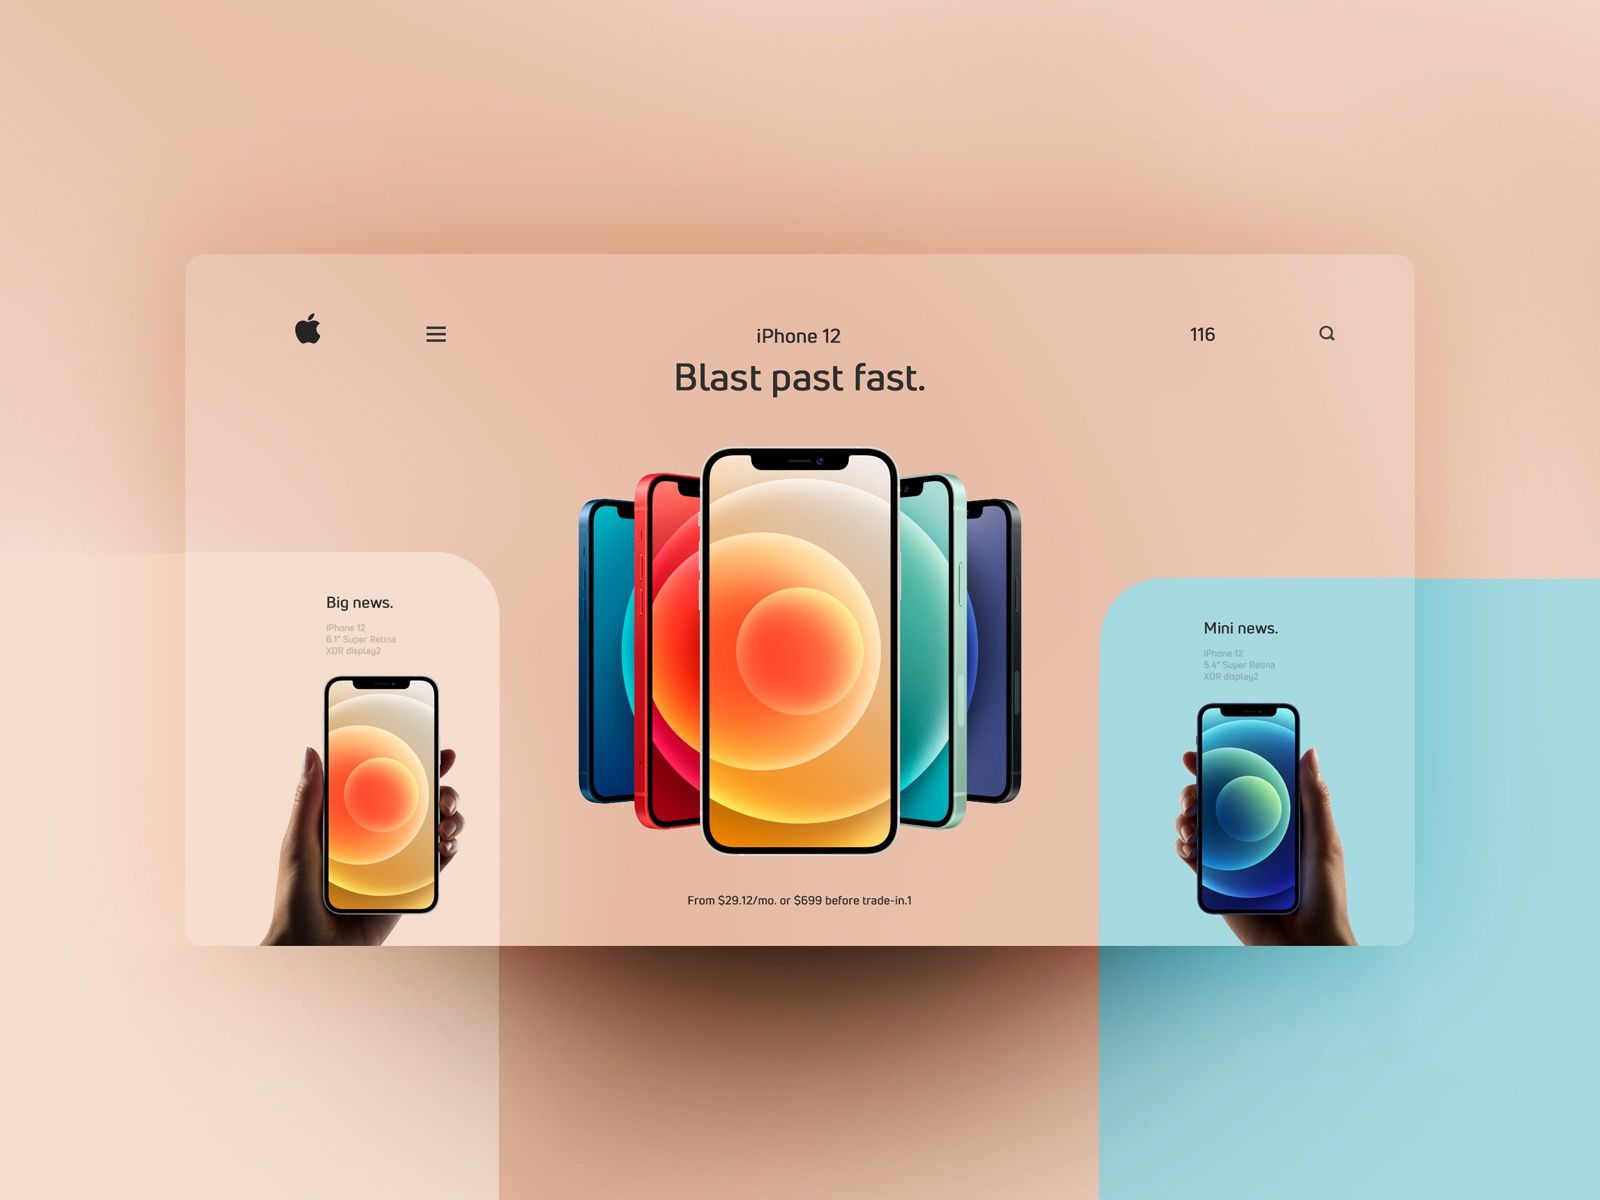 iPhone 12
116
Blast past fast.
Big news.
iPhone 12
6.1" Super Retina
XDR display2
Mini news.
iPhone 12
5.4" Super Retina
XDR display2
From $29.12/mo. or $699 before trade-in.1